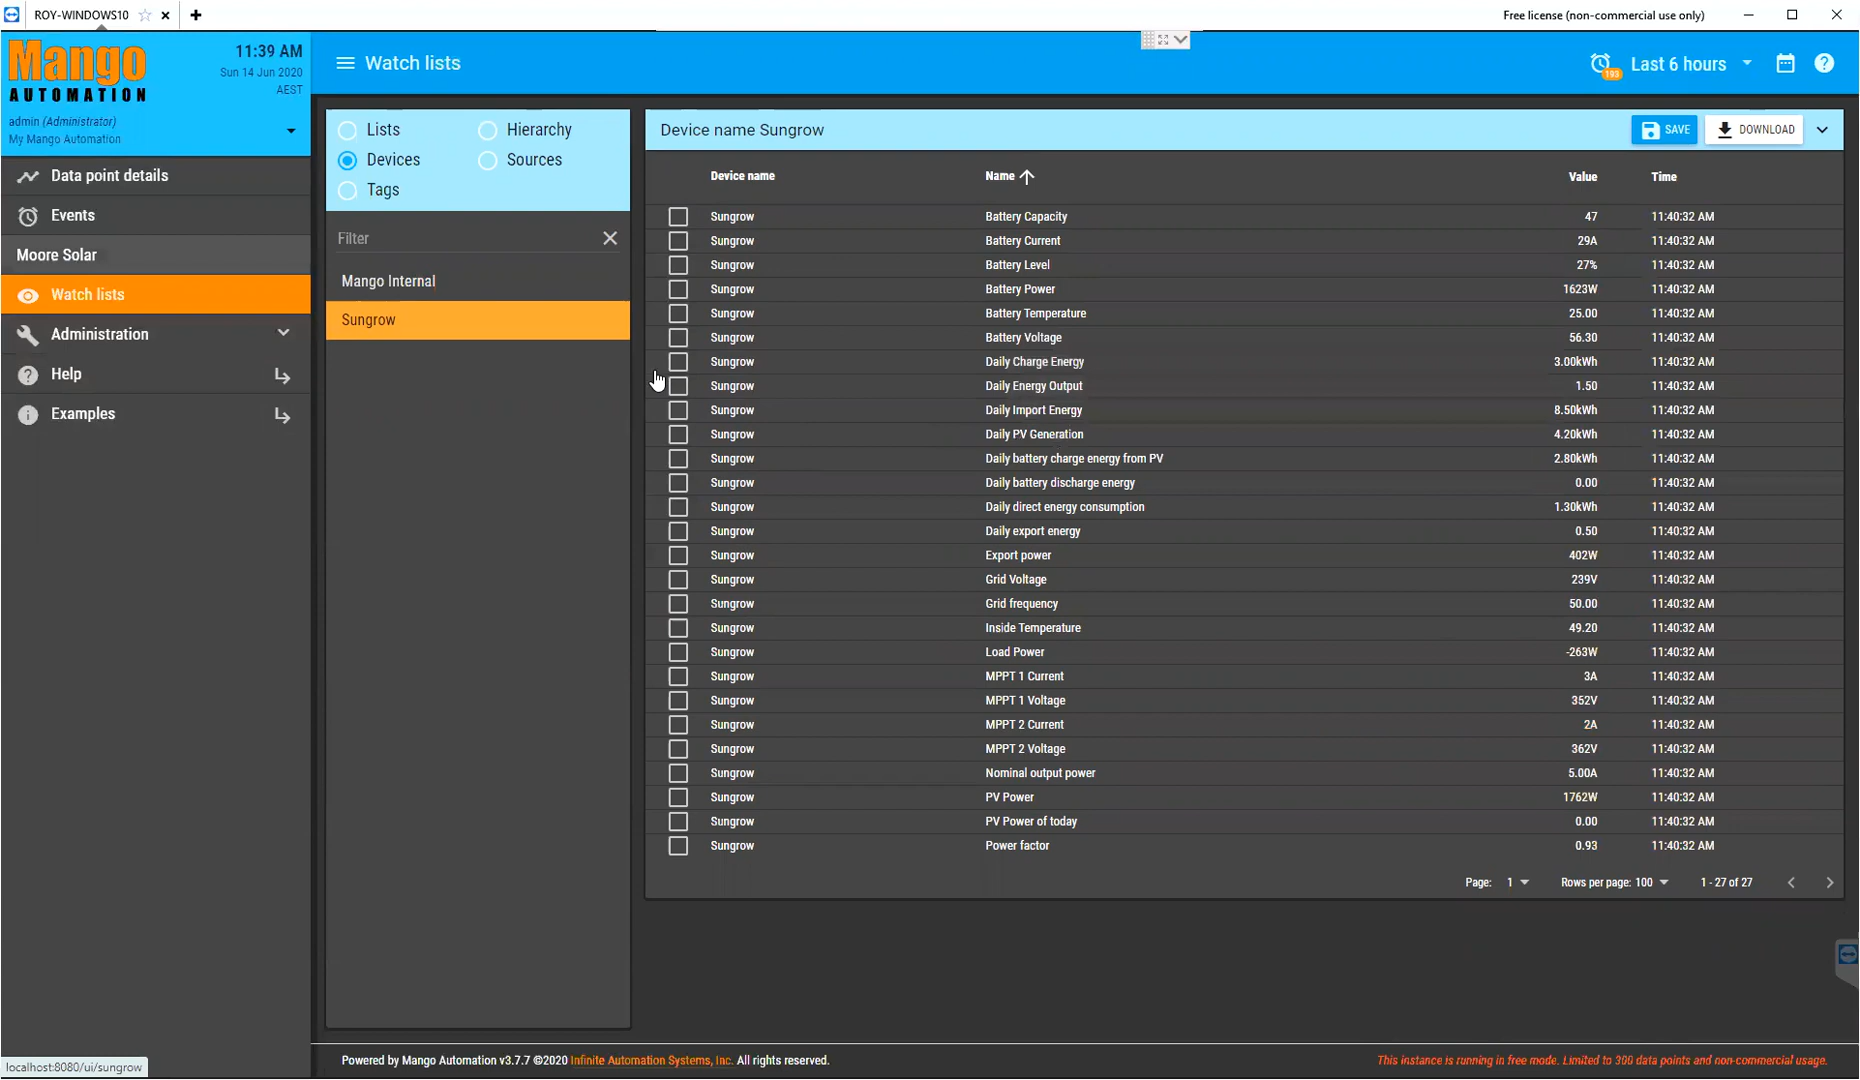 ROY-WINDOWS10
Free license (non-commercial use only)
Mango
AUTOMATION
11:39 AM
Sun 14 Jun 2020
AEST
admin (Administrator)
My Mango Automation
Watch lists
193
Last 6 hours
Data point details
Events
Moore Solar
Watch lists
Administration
Help
Examples
Lists
Hierarchy
Devices
Sources
Tags
Filter
Mango Internal
Sungrow
Device name Sungrow
SAVE
DOWNLOAD
Device name Name Value Time
Sungrow Battery Capacity 47 11:40:32 AM
Sungrow Battery Current 29A 11:40:32 AM
Sungrow Battery Level 27% 11:40:32 AM
Sungrow Battery Power 1623W 11:40:32 AM
Sungrow Battery Temperature 25.00 11:40:32 AM
Sungrow Battery Voltage 56.30 11:40:32 AM
Sungrow Daily Charge Energy 3.00kWh 11:40:32 AM
Sungrow Daily Energy Output 1.50 11:40:32 AM
Sungrow Daily Import Energy 8.50kWh 11:40:32 AM
Sungrow Daily PV Generation 4.20kWh 11:40:32 AM
Sungrow Daily battery charge energy from PV 2.80kWh 11:40:32 AM
Sungrow Daily battery discharge energy 0.00 11:40:32 AM
Sungrow Daily direct energy consumption 1.30kWh 11:40:32 AM
Sungrow Daily export energy 0.50 11:40:32 AM
Sungrow Export power 402W 11:40:32 AM
Sungrow Grid Voltage 239V 11:40:32 AM
Sungrow Grid frequency 50.00 11:40:32 AM
Sungrow Inside Temperature 49.20 11:40:32 AM
Sungrow Load Power -263W 11:40:32 AM
Sungrow MPPT 1 Current 3A 11:40:32 AM
Sungrow MPPT 1 Voltage 352V 11:40:32 AM
Sungrow MPPT 2 Current 2A 11:40:32 AM
Sungrow MPPT 2 Voltage 362V 11:40:32 AM
Sungrow Nominal output power 5.00A 11:40:32 AM
Sungrow PV Power 1762W 11:40:32 AM
Sungrow PV Power of today 0.00 11:40:32 AM
Sungrow Power factor 0.93 11:40:32 AM
Page: 1 Rows per page: 100 1 - 27 of 27
Powered by Mango Automation v3.7.7 ©2020 Infinite Automation Systems, Inc. All rights reserved.
This instance is running in free mode. Limited to 300 data points and non-commercial usage.
localhost:8080/ui/sungrow